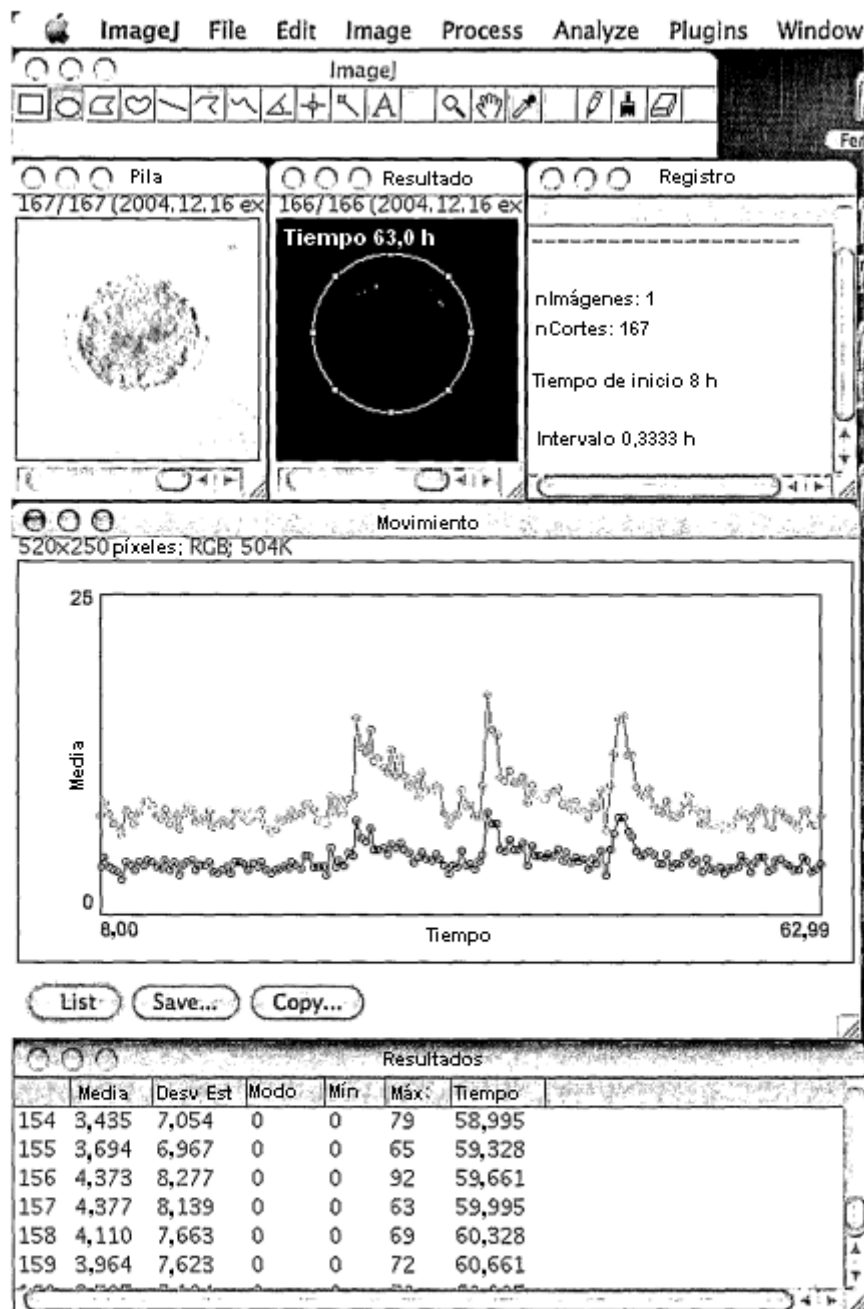 ImageJ File Edit Image Process Analyze Plugins Window
ImageJ
A
Fer
Pila
167/167 (2004.12.16 ex
Resultado
166/166 (2004.12.16 ex
Tiempo 63,0 h
Registro
nImágenes: 1
nCortes: 167
Tiempo de inicio 8 h
Intervalo 0,3333 h
Movimiento
520x250 píxeles; RGB; 504K
25
Media
0
8,00 Tiempo 62,99
List Save... Copy...
Resultados
Media Desv Est Modo Mín Máx: Tiempo
154 3,435 7,054 0 0 79 58,995
155 3,694 6,967 0 0 65 59,328
156 4,373 8,277 0 0 92 59,661
157 4,377 8,139 0 0 63 59,995
158 4,110 7,663 0 0 69 60,328
159 3,964 7,623 0 0 72 60,661